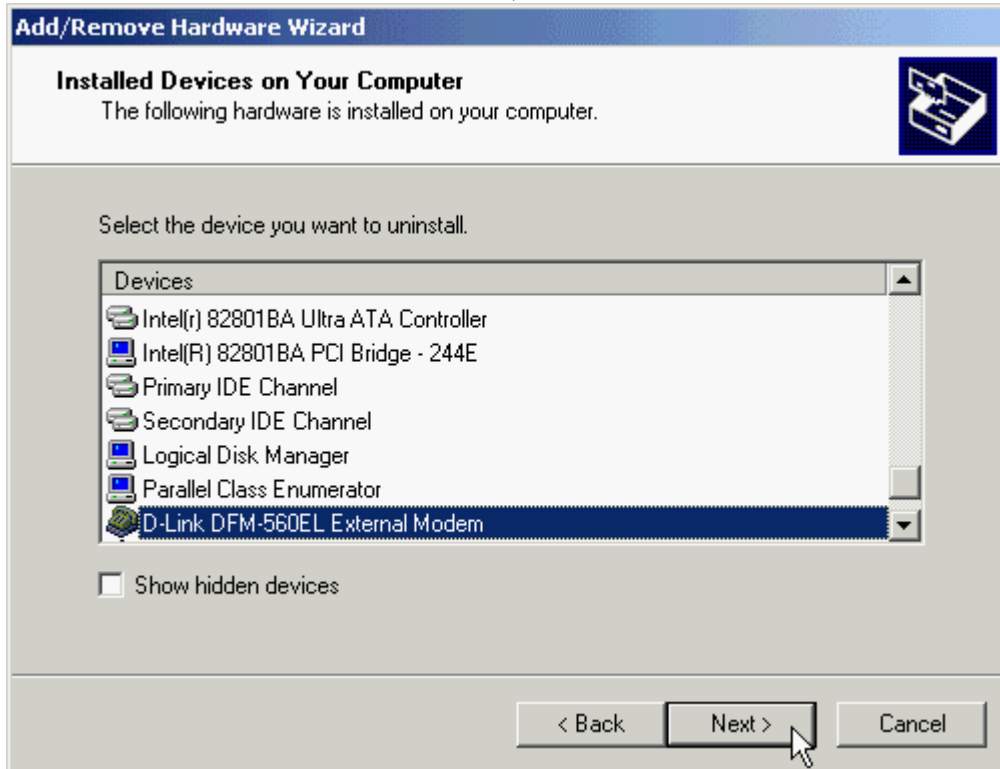 Add/Remove Hardware Wizard
Installed Devices on Your Computer
The following hardware is installed on your computer.
Select the device you want to uninstall.
Devices
Intel(r) 82801BA Ultra ATA Controller
Intel(R) 82801BA PCI Bridge - 244E
Primary IDE Channel
Secondary IDE Channel
Logical Disk Manager
Parallel Class Enumerator
D-Link DFM-560EL External Modem
Show hidden devices
< Back Next > Cancel